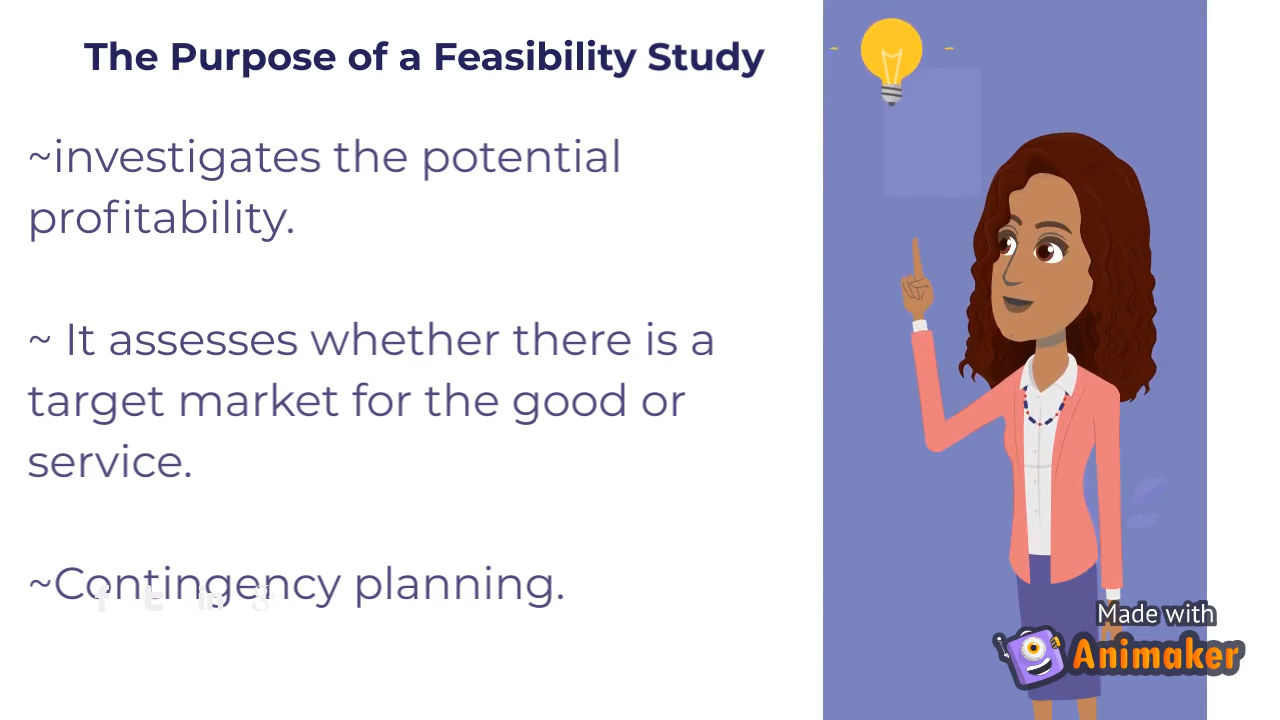 The Purpose of a Feasibility Study
~investigates the potential
profitability.
~ It assesses whether there is a
target market for the good or
service.
~Contingency planning.
f t in g+
Made with
Animaker